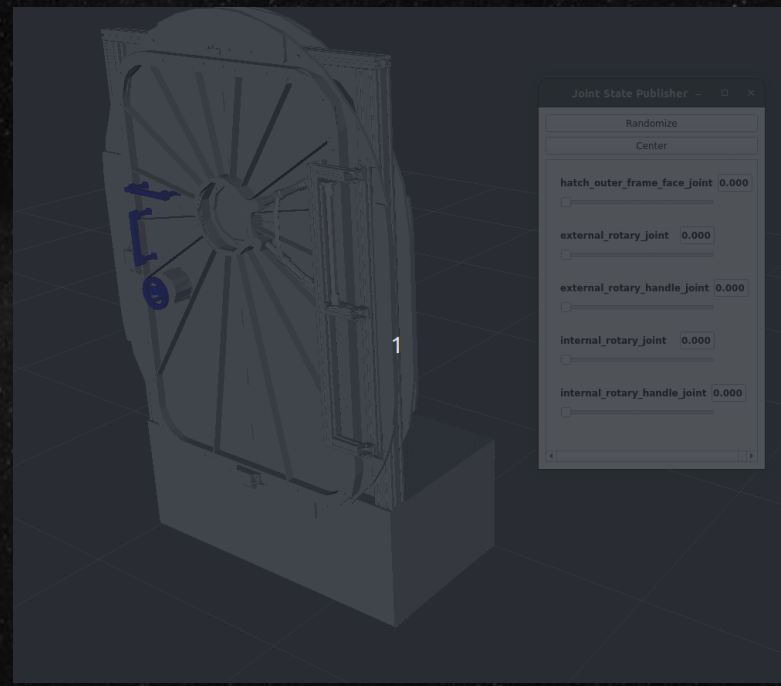 Joint State Publisher
Randomize
Center
hatch_outer_frame_face_joint 0.000
external_rotary_joint 0.000
external_rotary_handle_joint 0.000
1
internal_rotary_joint 0.000
internal_rotary_handle_joint 0.000